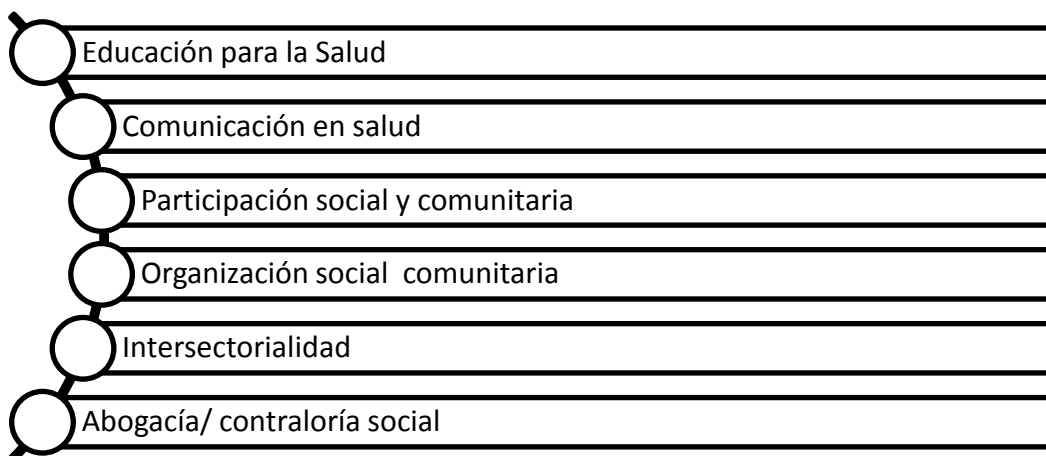 Educación para la Salud
Comunicación en salud
Participación social y comunitaria
Organización social  comunitaria
Intersectorialidad
Abogacía/ contraloría social